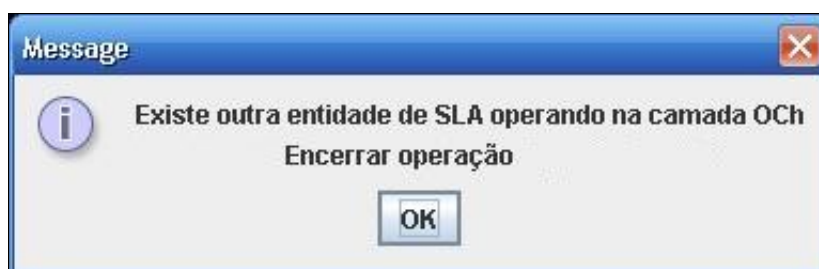 Message
Existe outra entidade de SLA operando na camada OCh
Encerrar operação
OK